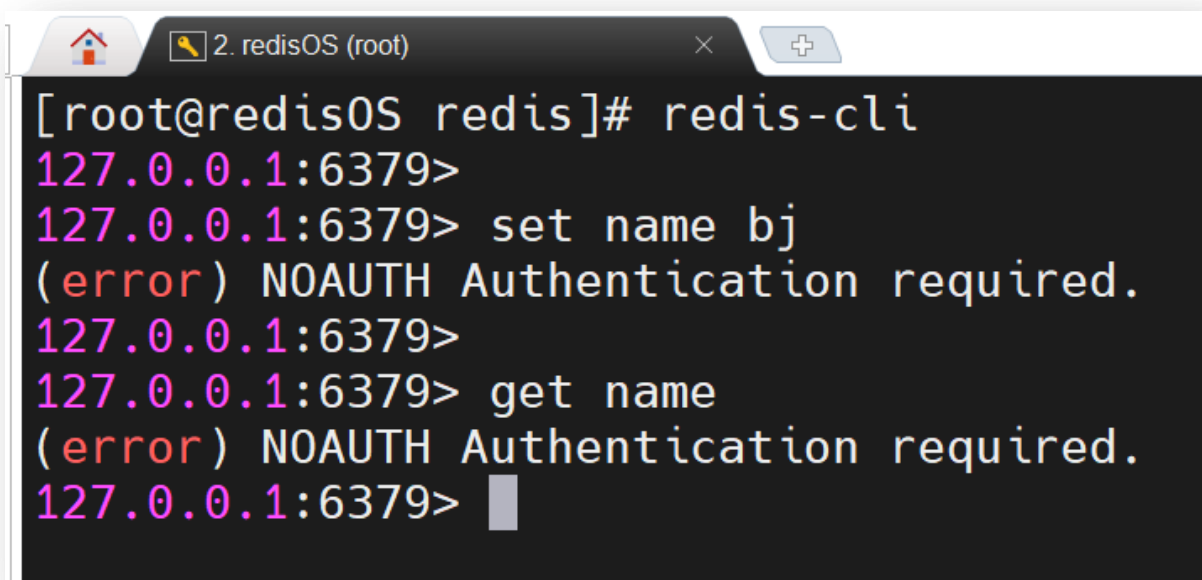 2. redisOS (root)
[root@redisOS redis]# redis-cli
127.0.0.1:6379>
127.0.0.1:6379> set name bj
(error) NOAUTH Authentication required.
127.0.0.1:6379>
127.0.0.1:6379> get name
(error) NOAUTH Authentication required.
127.0.0.1:6379>